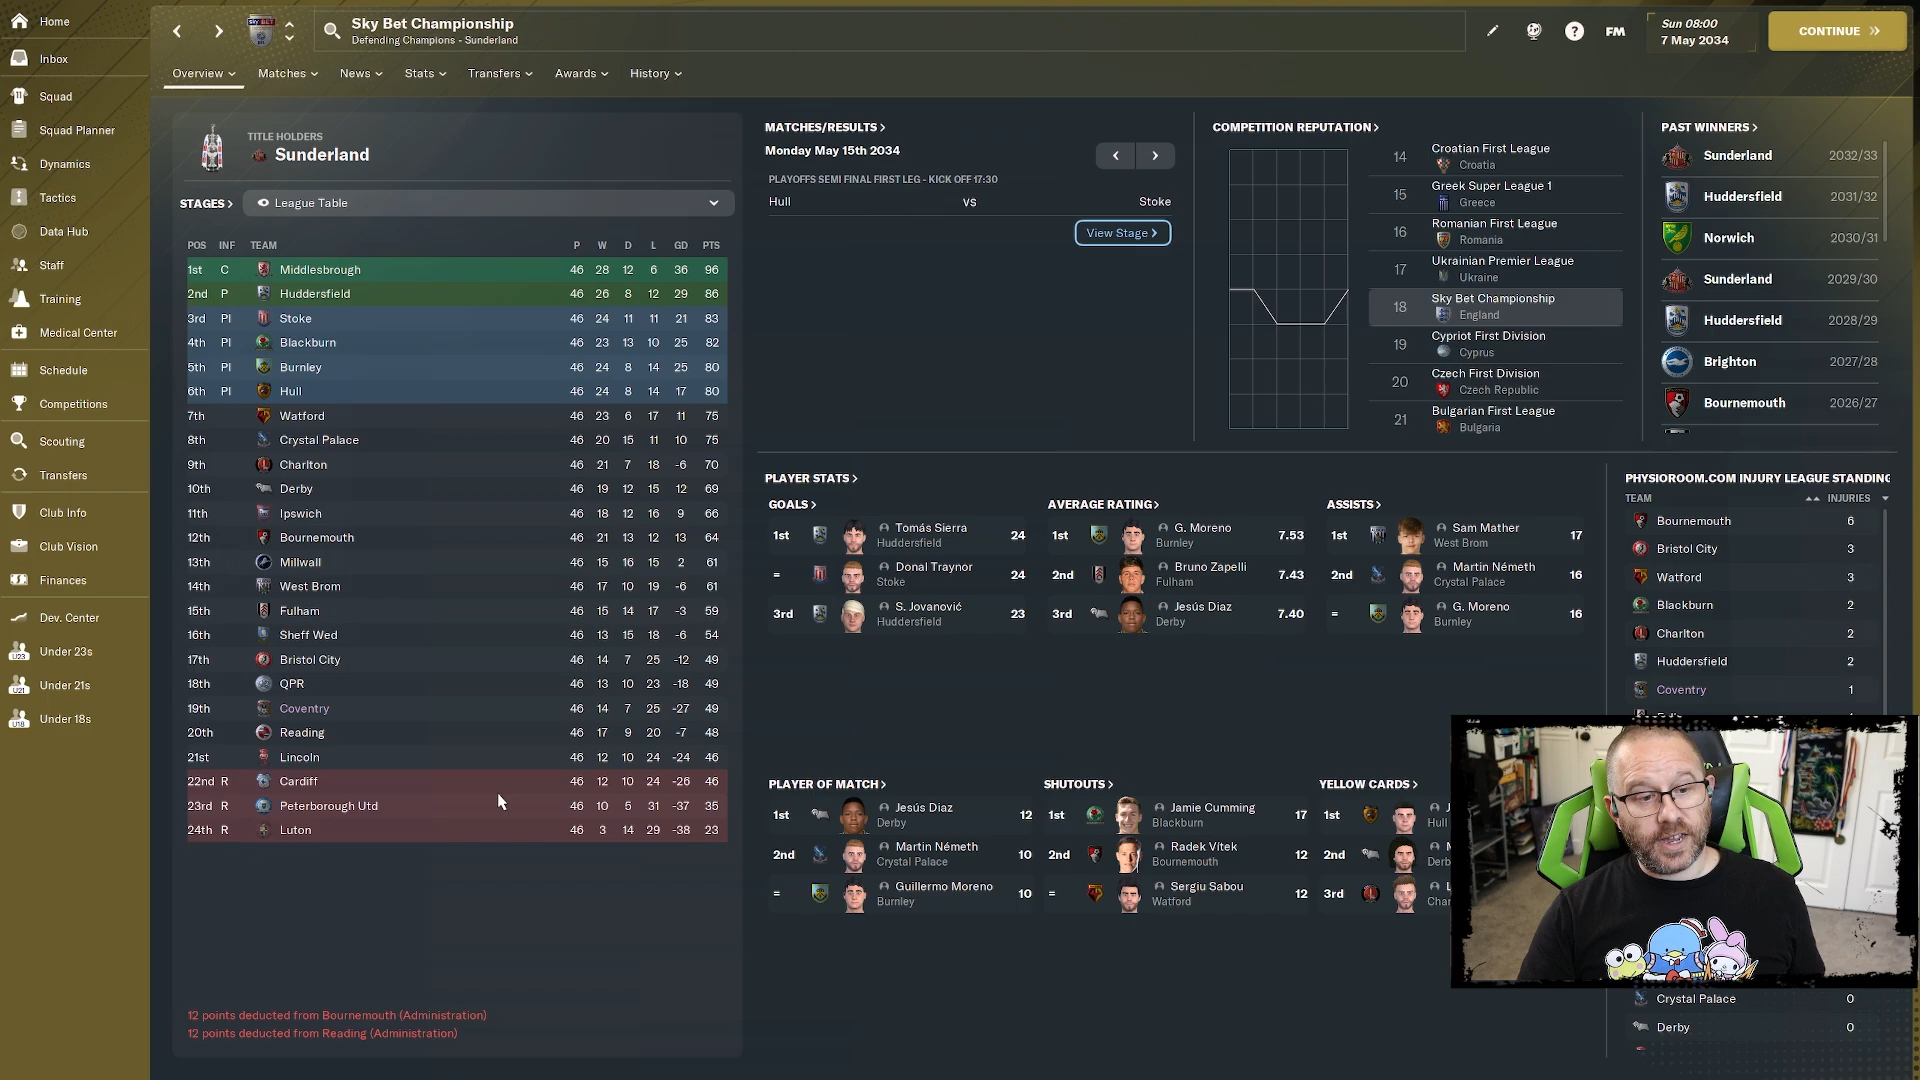 Home
Inbox
Squad
Squad Planner
Dynamics
Tactics
Data Hub
Staff
Training
Medical Center
Schedule
Competitions
Scouting
Transfers
Club Info
Club Vision
Finances
Dev. Center
Under 23s
Under 21s
Under 18s
Sky Bet Championship
Defending Champions - Sunderland
FM
Sun 08:00
7 May 2034
CONTINUE
Overview
Matches
News
Stats
Transfers
Awards
History
TITLE HOLDERS
Sunderland
STAGES
League Table
POS INF TEAM P W D L GD PTS
1st C Middlesbrough 46 28 12 6 36 96
2nd P Huddersfield 46 26 8 12 29 86
3rd Pl Stoke 46 24 11 11 21 83
4th Pl Blackburn 46 23 13 10 25 82
5th Pl Burnley 46 24 8 14 25 80
6th Pl Hull 46 24 8 14 17 80
7th Watford 46 23 6 17 11 75
8th Crystal Palace 46 20 15 11 10 75
9th Charlton 46 21 7 18 -6 70
10th Derby 46 19 12 15 12 69
11th Ipswich 46 18 12 16 9 66
12th Bournemouth 46 21 13 12 13 64
13th Millwall 46 15 16 15 2 61
14th West Brom 46 17 10 19 -6 61
15th Fulham 46 15 14 17 -3 59
16th Sheff Wed 46 13 15 18 -6 54
17th Bristol City 46 14 7 25 -12 49
18th QPR 46 13 10 23 -18 49
19th Coventry 46 14 7 25 -27 49
20th Reading 46 17 9 20 -7 48
21st Lincoln 46 12 10 24 -24 46
22nd R Cardiff 46 12 10 24 -26 46
23rd R Peterborough Utd 46 10 5 31 -37 35
24th R Luton 46 3 14 29 -38 23
12 points deducted from Bournemouth (Administration)
12 points deducted from Reading (Administration)
MATCHES/RESULTS
Monday May 15th 2034
PLAYOFFS SEMI FINAL FIRST LEG - KICK OFF 17:30
Hull vs Stoke
View Stage
COMPETITION REPUTATION
14 Croatian First League
Croatia
15 Greek Super League 1
Greece
16 Romanian First League
Romania
17 Ukrainian Premier League
Ukraine
18 Sky Bet Championship
England
19 Cypriot First Division
Cyprus
20 Czech First Division
Czech Republic
21 Bulgarian First League
Bulgaria
PAST WINNERS
Sunderland 2032/33
Huddersfield 2031/32
Norwich 2030/31
Sunderland 2029/30
Huddersfield 2028/29
Brighton 2027/28
Bournemouth 2026/27
PLAYER STATS
GOALS
1st Tomás Sierra 24
Huddersfield
= Donal Traynor 24
Stoke
3rd S. Jovanović 23
Huddersfield
AVERAGE RATING
1st G. Moreno 7.53
Burnley
2nd Bruno Zapelli 7.43
Fulham
3rd Jesús Diaz 7.40
Derby
ASSISTS
1st Sam Mather 17
West Brom
2nd Martin Németh 16
Crystal Palace
= G. Moreno 16
Burnley
PLAYER OF MATCH
1st Jesús Diaz 12
Derby
2nd Martin Németh 10
Crystal Palace
= Guillermo Moreno 10
Burnley
SHUTOUTS
1st Jamie Cumming 17
Blackburn
2nd Radek Vítek 12
Bournemouth
= Sergiu Sabou 12
Watford
YELLOW CARDS
1st
Hull
2nd
3rd
PHYSIOROOM.COM INJURY LEAGUE STANDING
TEAM INJURIES
Bournemouth 6
Bristol City 3
Watford 3
Blackburn 2
Charlton 2
Huddersfield 2
Coventry 1
Crystal Palace 0
Derby 0